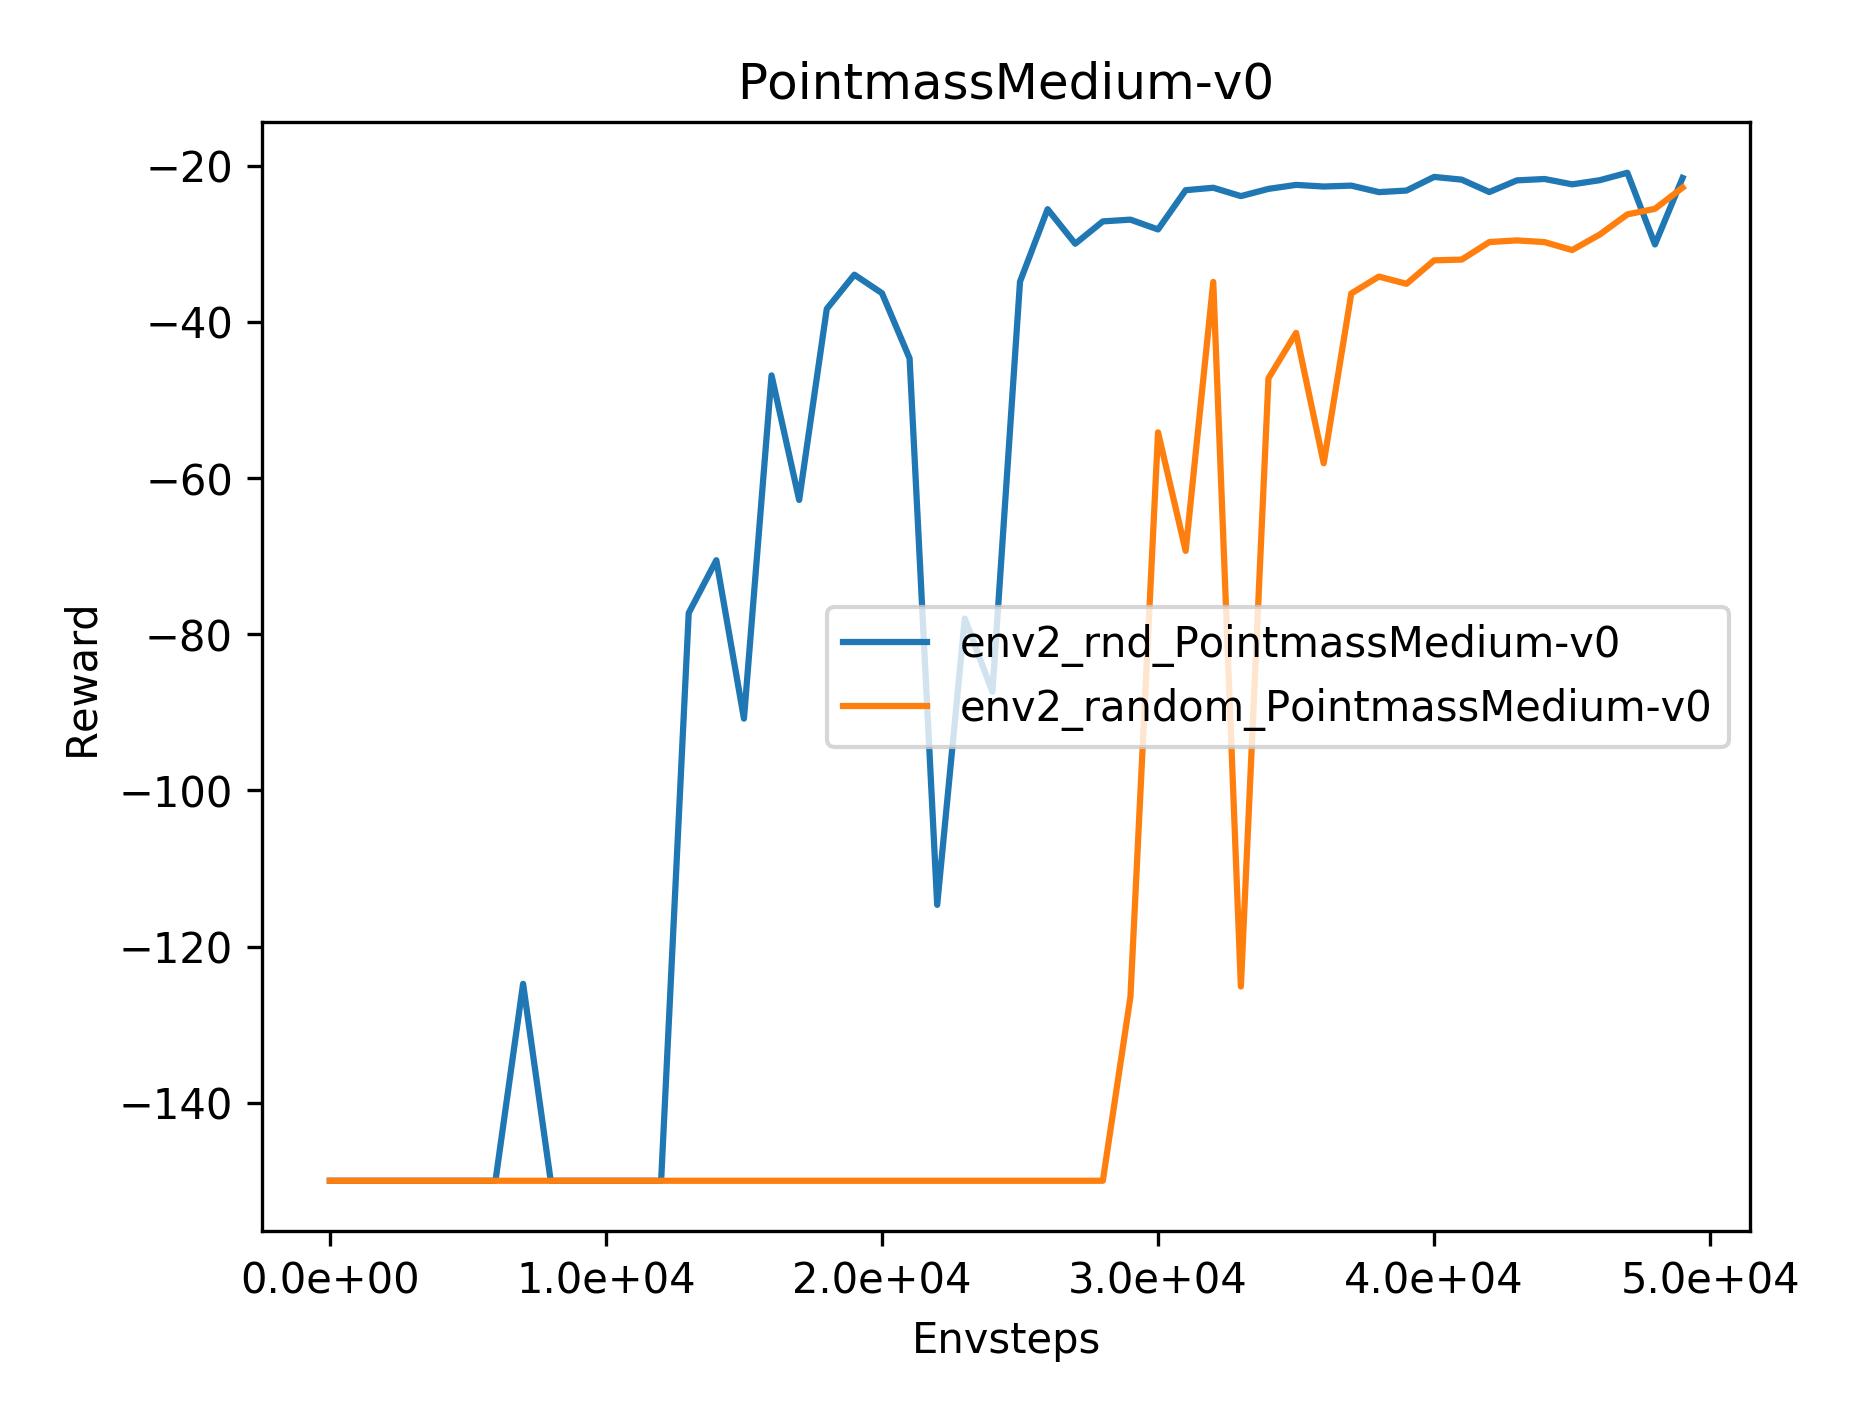 PointmassMedium-v0
−20
−40
−60
−80
−100
−120
−140
Reward
env2_rnd_PointmassMedium-v0
env2_random_PointmassMedium-v0
0.0e+00 1.0e+04 2.0e+04 3.0e+04 4.0e+04 5.0e+04
Envsteps